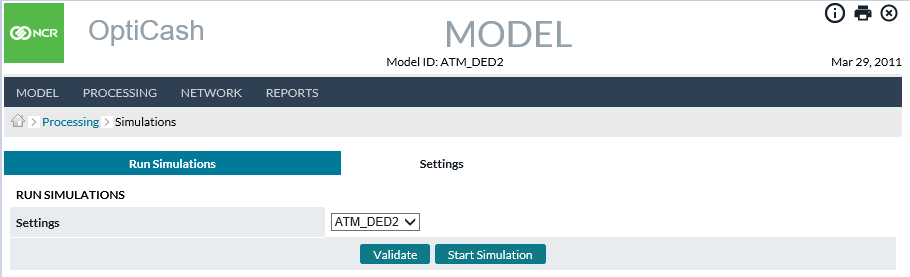 NCR OptiCash MODEL
Model ID: ATM_DED2 Mar 29, 2011
MODEL PROCESSING NETWORK REPORTS
Processing Simulations
Run Simulations Settings
RUN SIMULATIONS
Settings ATM_DED2
Validate Start Simulation